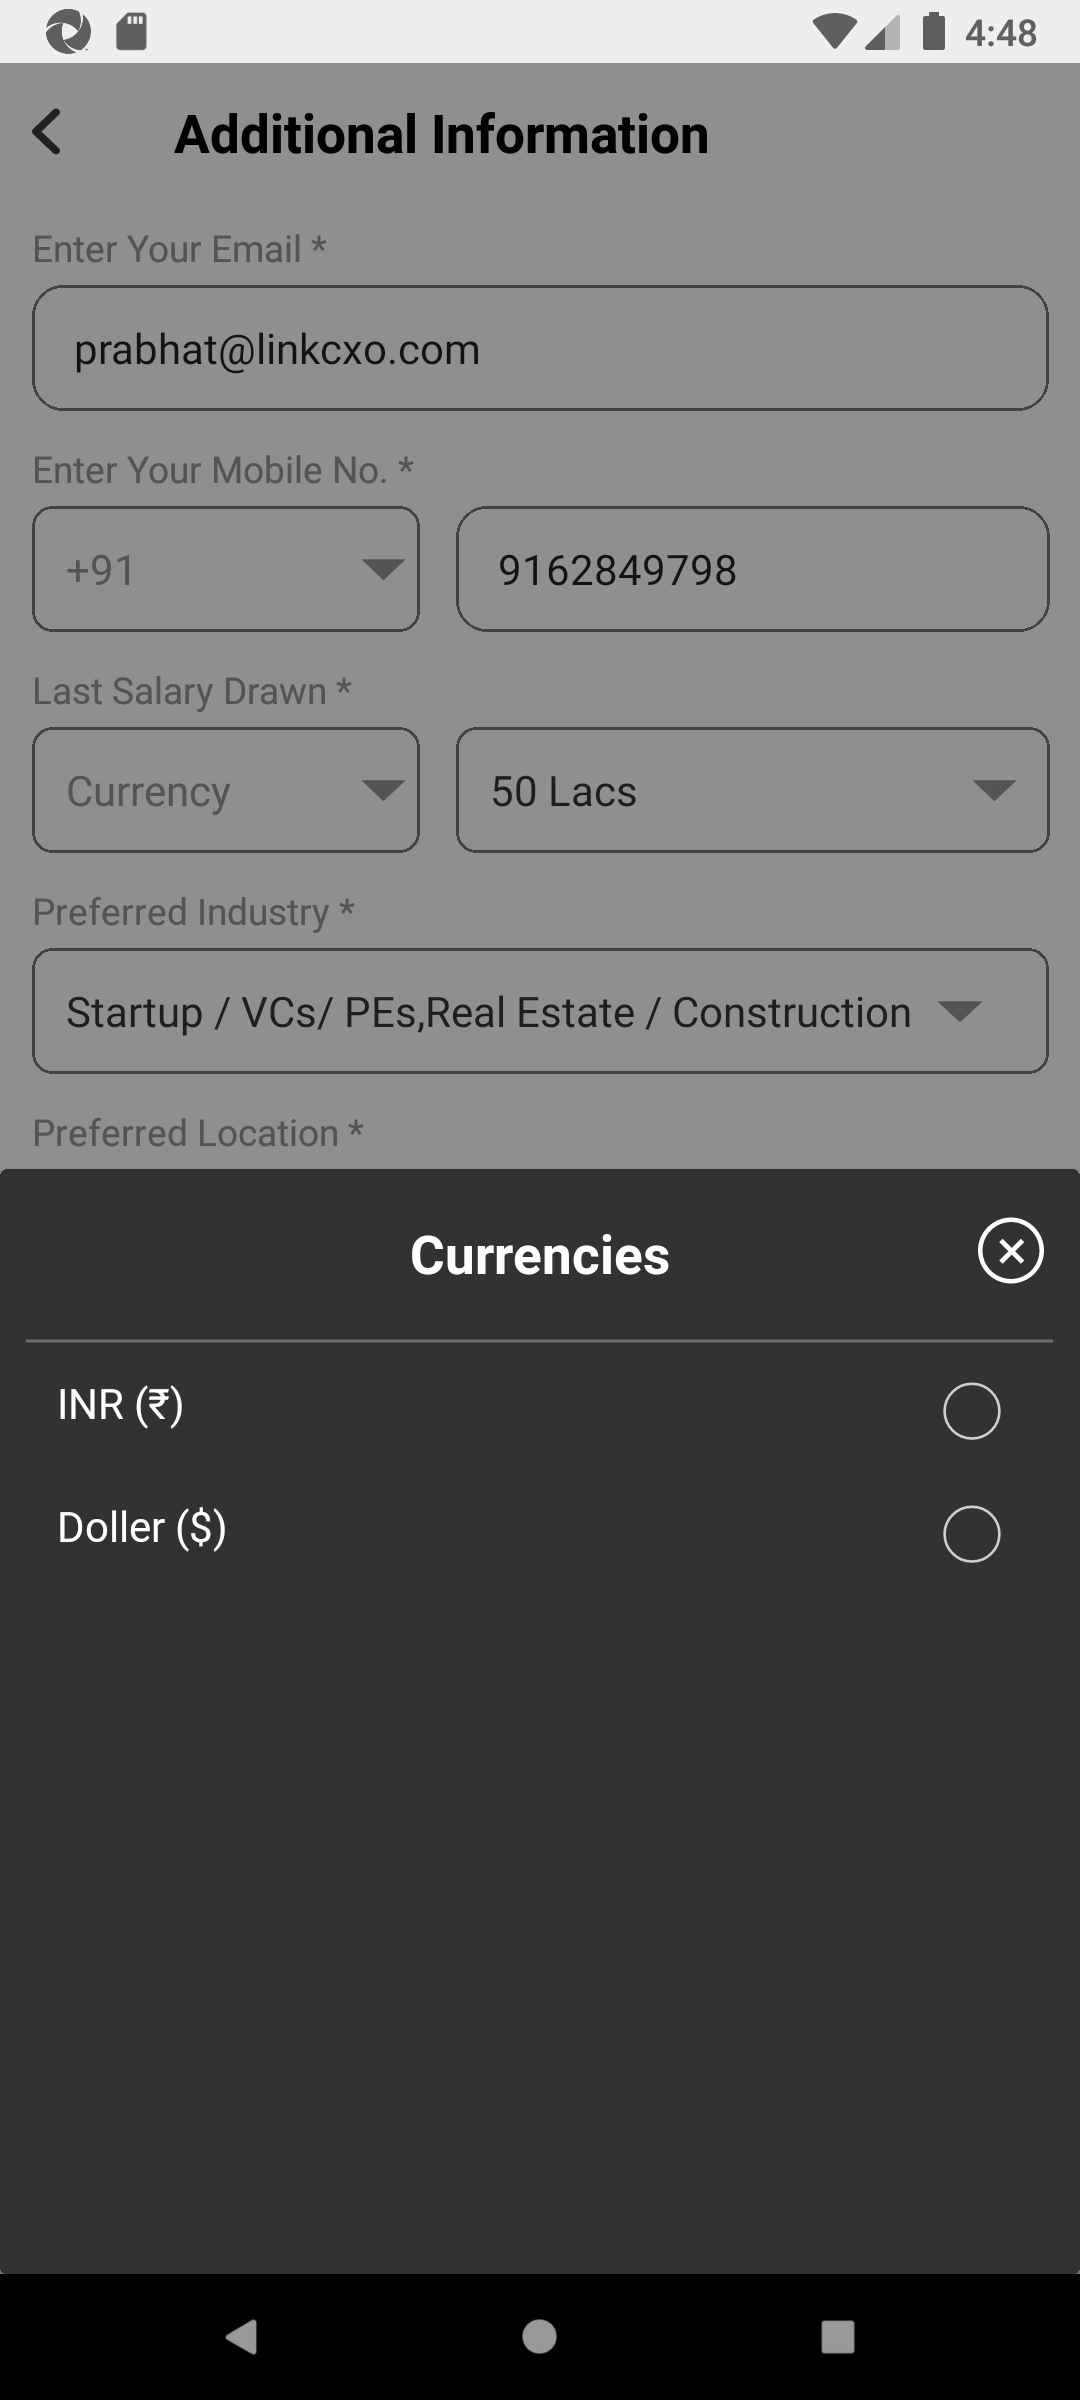 4:48
Additional Information
Enter Your Email *
prabhat@linkcxo.com
Enter Your Mobile No. *
+91 9162849798
Last Salary Drawn *
Currency 50 Lacs
Preferred Industry *
Startup / VCs/ PEs,Real Estate / Construction
Preferred Location *
Currencies
INR (₹)
Doller ($)